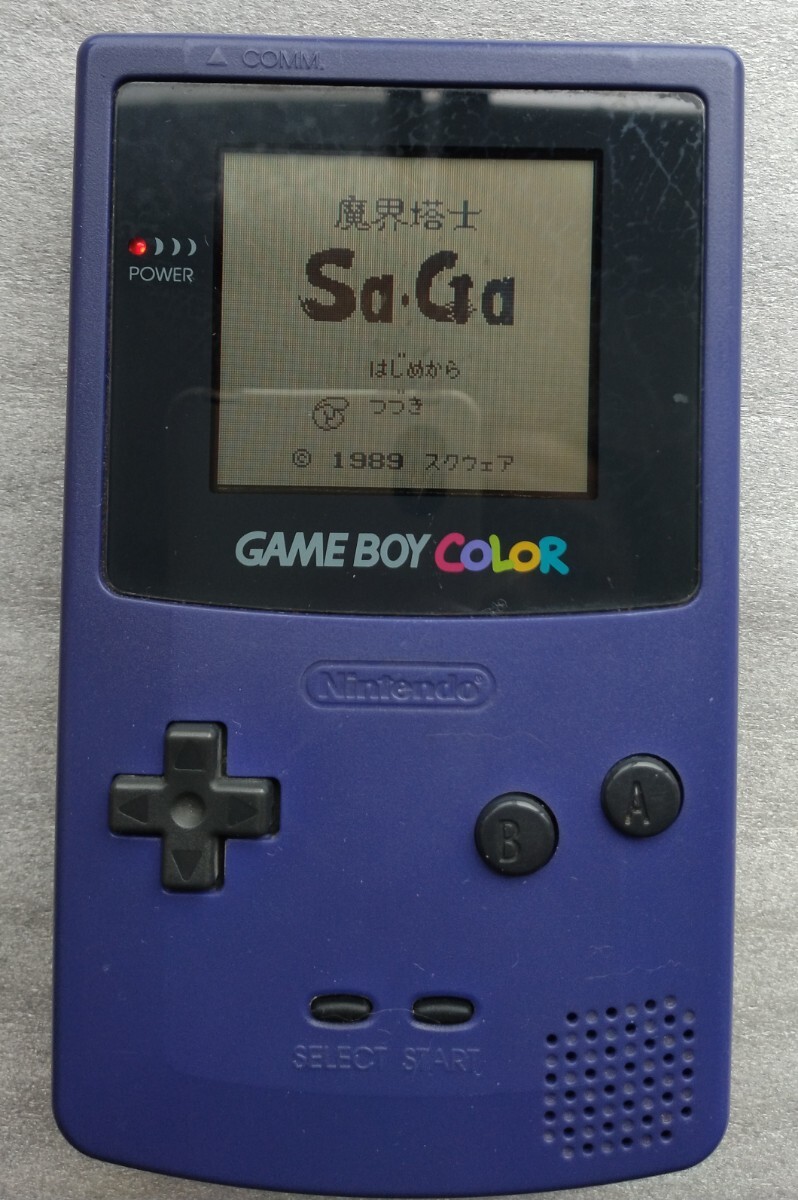 COMM.
POWER
魔界塔士
Sa・Ga
はじめから
つづき
© 1989 スクウェア
GAME BOY COLOR
Nintendo®
B A
SELECT START